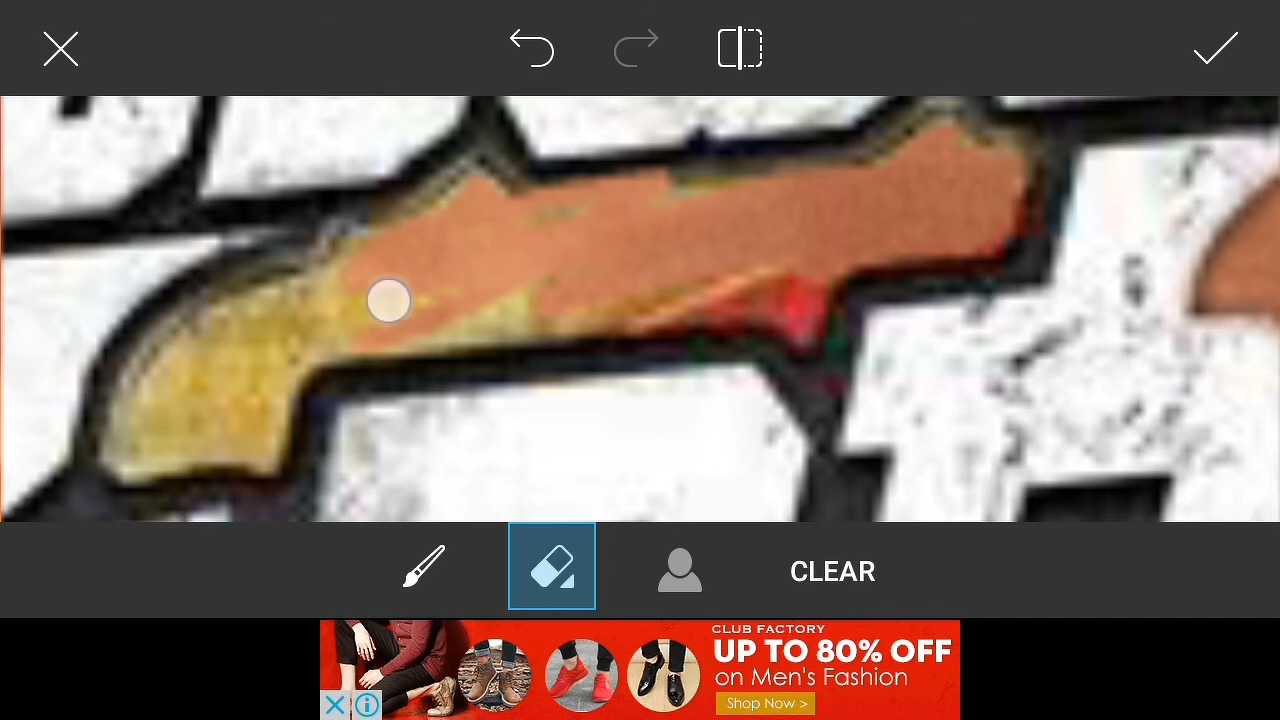 CLEAR
CLUB FACTORY
UP TO 80% OFF
on Men's Fashion
Shop Now >